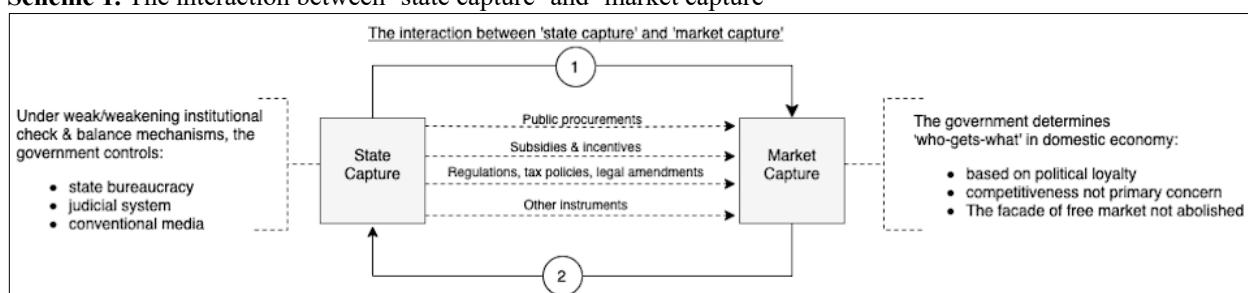 Scheme 1. The interaction between 'state capture' and 'market capture'
The interaction between 'state capture' and 'market capture'
1
Under weak/weakening institutional
check & balance mechanisms, the
government controls:
• state bureaucracy
• judicial system
• conventional media
State
Capture
Public procurements
Subsidies & incentives
Regulations, tax policies, legal amendments
Other instruments
Market
Capture
The government determines
'who-gets-what' in domestic economy:
• based on political loyalty
• competitiveness not primary concern
• The facade of free market not abolished
2